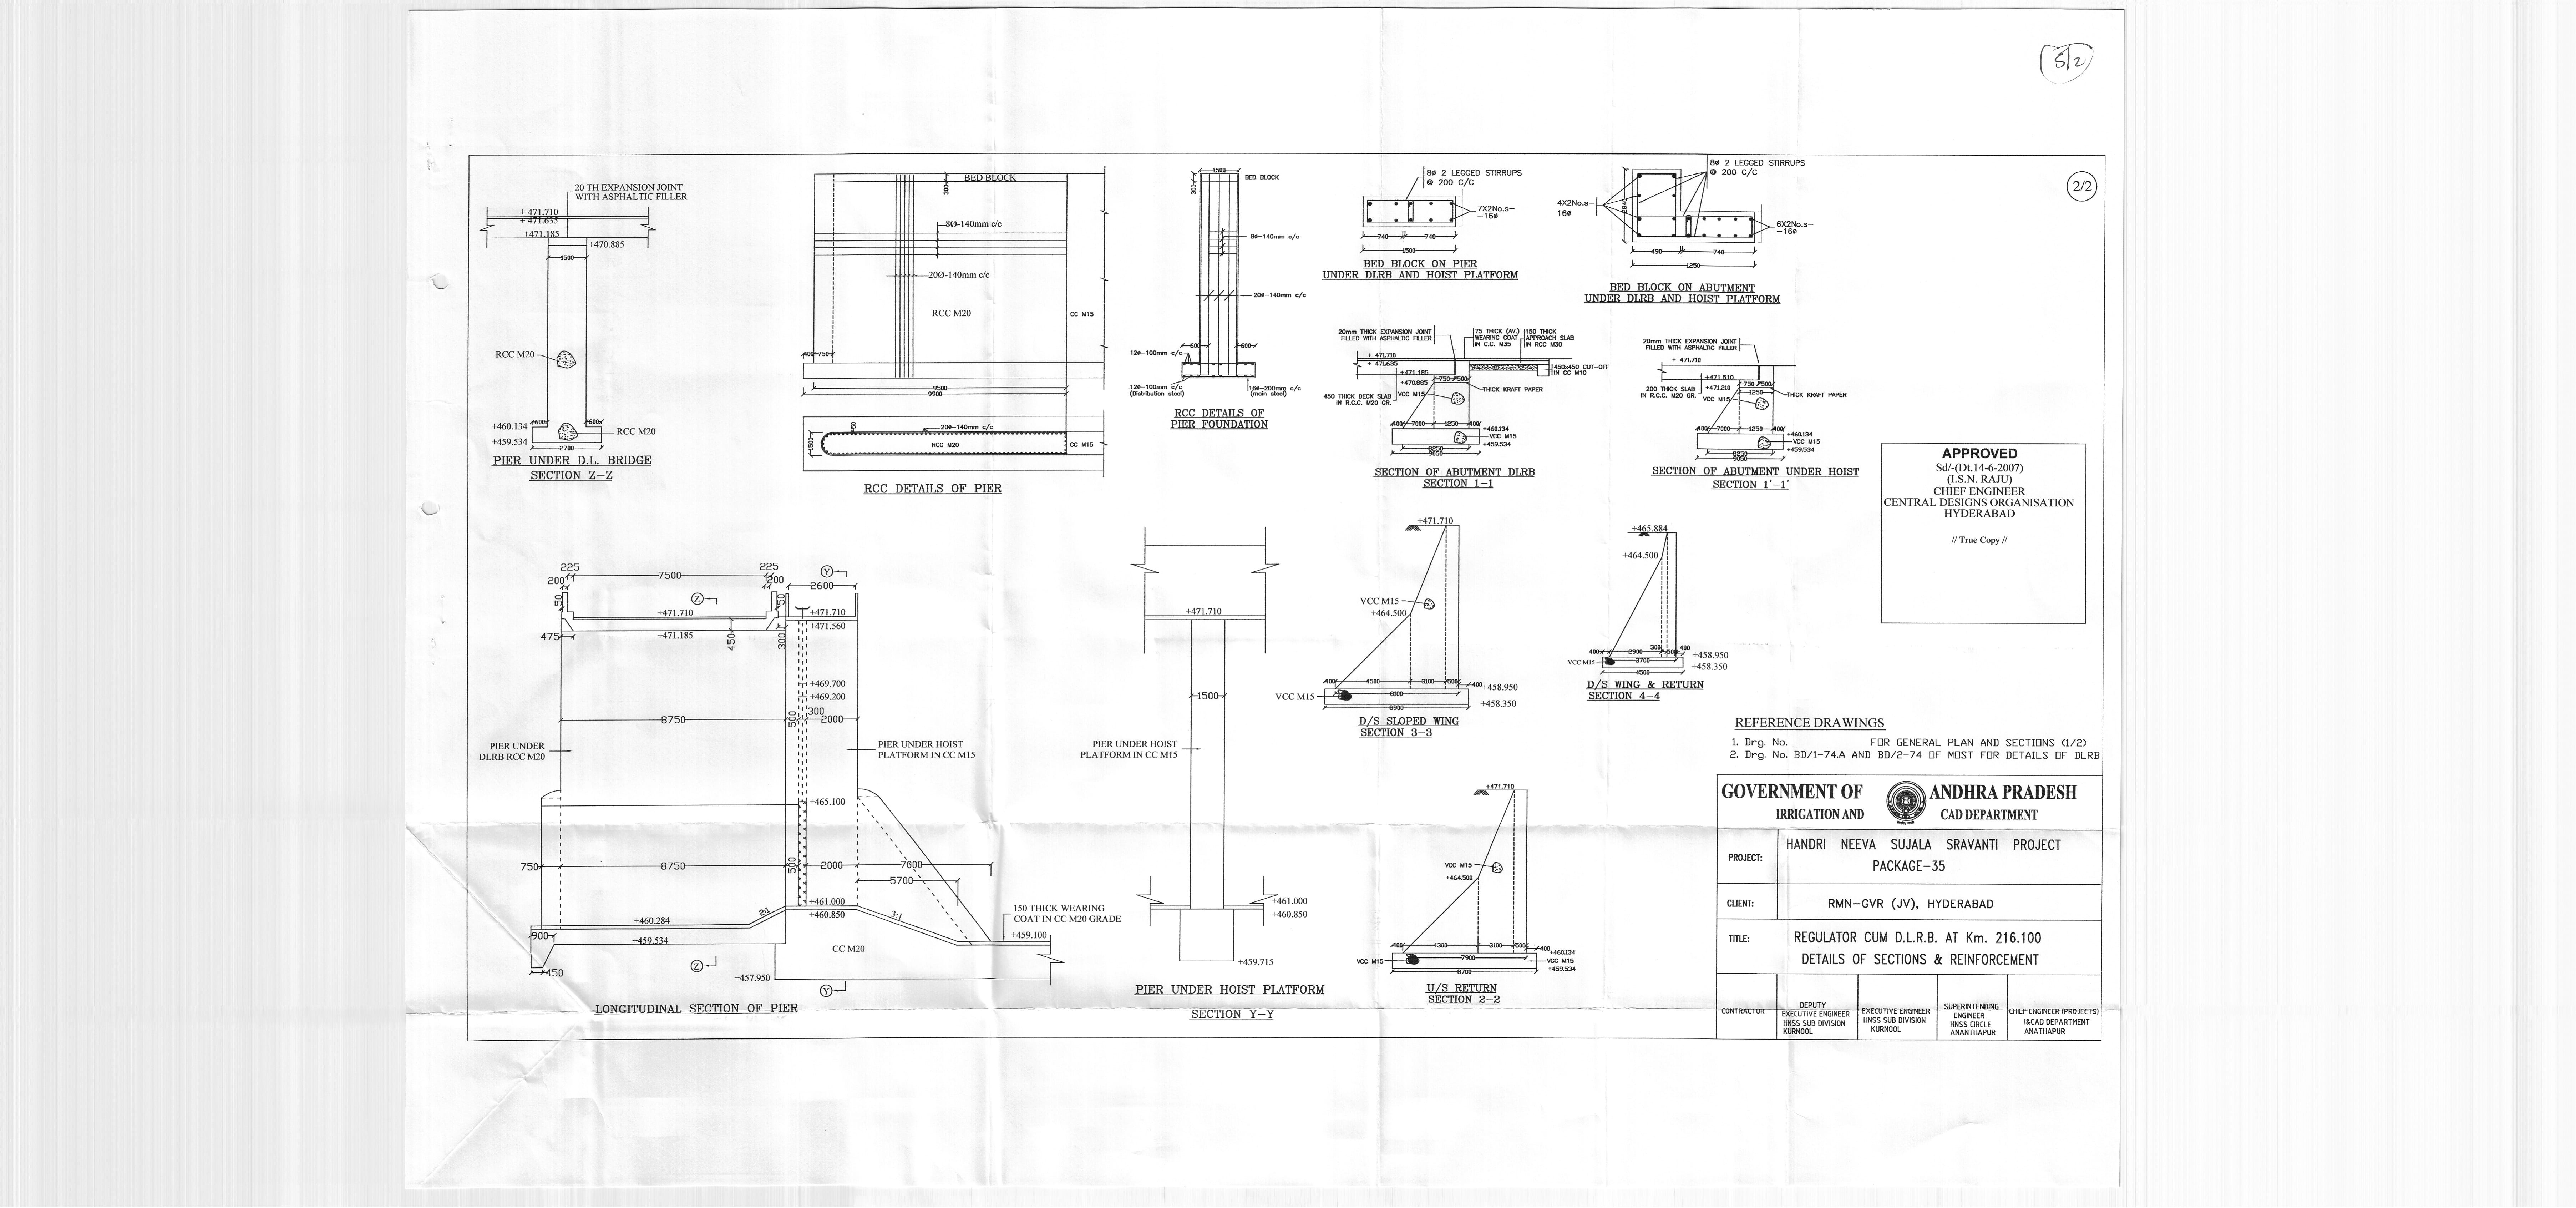 5/2
2/2
20 TH EXPANSION JOINT
WITH ASPHALTIC FILLER
+ 471.710
+ 471.635
+471.185
+470.885
1500
RCC M20
+460.134
600
600
RCC M20
+459.534
2700
PIER UNDER D.L. BRIDGE
SECTION Z-Z
BED BLOCK
300
8Ø-140mm c/c
20Ø-140mm c/c
RCC M20
CC M15
400
750
9500
9900
20ø-140mm c/c
1500
RCC M20
CC M15
RCC DETAILS OF PIER
1500
300
BED BLOCK
8ø-140mm c/c
20ø-140mm c/c
600
600
12ø-100mm c/c
12ø-100mm c/c
(Distribution steel)
16ø-200mm c/c
(main steel)
RCC DETAILS OF
PIER FOUNDATION
8ø 2 LEGGED STIRRUPS
@ 200 C/C
7X2No.s-
-16ø
740
740
1500
BED BLOCK ON PIER
UNDER DLRB AND HOIST PLATFORM
8ø 2 LEGGED STIRRUPS
@ 200 C/C
4X2No.s-
16ø
6X2No.s-
-16ø
490
740
1250
BED BLOCK ON ABUTMENT
UNDER DLRB AND HOIST PLATFORM
20mm THICK EXPANSION JOINT
FILLED WITH ASPHALTIC FILLER
75 THICK (AV.)
WEARING COAT
IN C.C. M35
150 THICK
APPROACH SLAB
IN RCC M30
+ 471.710
+ 471.635
+471.185
+470.885
750
500
450x450 CUT-OFF
IN CC M10
THICK KRAFT PAPER
450 THICK DECK SLAB
IN R.C.C. M20 GR.
VCC M15
400
7000
1250
400
+460.134
VCC M15
+459.534
8250
9050
SECTION OF ABUTMENT DLRB
SECTION 1-1
20mm THICK EXPANSION JOINT
FILLED WITH ASPHALTIC FILLER
+ 471.710
+471.510
+471.210
750
500
1250
200 THICK SLAB
IN R.C.C. M20 GR.
VCC M15
THICK KRAFT PAPER
400
7000
1250
400
+460.134
VCC M15
+459.534
8250
9050
SECTION OF ABUTMENT UNDER HOIST
SECTION 1'-1'
APPROVED
Sd/-(Dt.14-6-2007)
(I.S.N. RAJU)
CHIEF ENGINEER
CENTRAL DESIGNS ORGANISATION
HYDERABAD
// True Copy //
225
7500
225
200
200
Y
2600
50
Z
50
+471.710
+471.710
+471.560
475
+471.185
450
300
+469.700
+469.200
8750
500
300
2000
PIER UNDER
DLRB RCC M20
PIER UNDER HOIST
PLATFORM IN CC M15
+465.100
750
8750
500
2000
7000
5700
+461.000
+460.850
+460.284
2:1
3:1
150 THICK WEARING
COAT IN CC M20 GRADE
+459.100
900
+459.534
CC M20
450
Z
+457.950
Y
LONGITUDINAL SECTION OF PIER
+471.710
1500
PIER UNDER HOIST
PLATFORM IN CC M15
+461.000
+460.850
+459.715
PIER UNDER HOIST PLATFORM
SECTION Y-Y
+471.710
VCC M15
+464.500
400
4500
3100
500
400
+458.950
VCC M15
8100
+458.350
8900
D/S SLOPED WING
SECTION 3-3
+465.884
+464.500
400
2900
300
500
400
+458.950
VCC M15
3700
+458.350
4500
D/S WING & RETURN
SECTION 4-4
+471.710
VCC M15
+464.500
400
4300
3100
500
400
+460.134
VCC M15
7900
VCC M15
+459.534
8700
U/S RETURN
SECTION 2-2
REFERENCE DRAWINGS
1. Drg. No. FOR GENERAL PLAN AND SECTIONS (1/2)
2. Drg. No. BD/1-74.A AND BD/2-74 OF MOST FOR DETAILS OF DLRB
GOVERNMENT OF ANDHRA PRADESH
IRRIGATION AND CAD DEPARTMENT
PROJECT:
HANDRI NEEVA SUJALA SRAVANTI PROJECT
PACKAGE-35
CLIENT:
RMN-GVR (JV), HYDERABAD
TITLE:
REGULATOR CUM D.L.R.B. AT Km. 216.100
DETAILS OF SECTIONS & REINFORCEMENT
CONTRACTOR
DEPUTY
EXECUTIVE ENGINEER
HNSS SUB DIVISION
KURNOOL
EXECUTIVE ENGINEER
HNSS SUB DIVISION
KURNOOL
SUPERINTENDING
ENGINEER
HNSS CIRCLE
ANANTHAPUR
CHIEF ENGINEER (PROJECTS)
I&CAD DEPARTMENT
ANATHAPUR